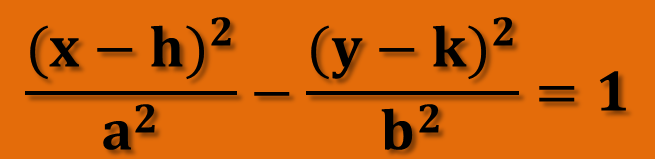 (x − h)² / a² − (y − k)² / b² = 1